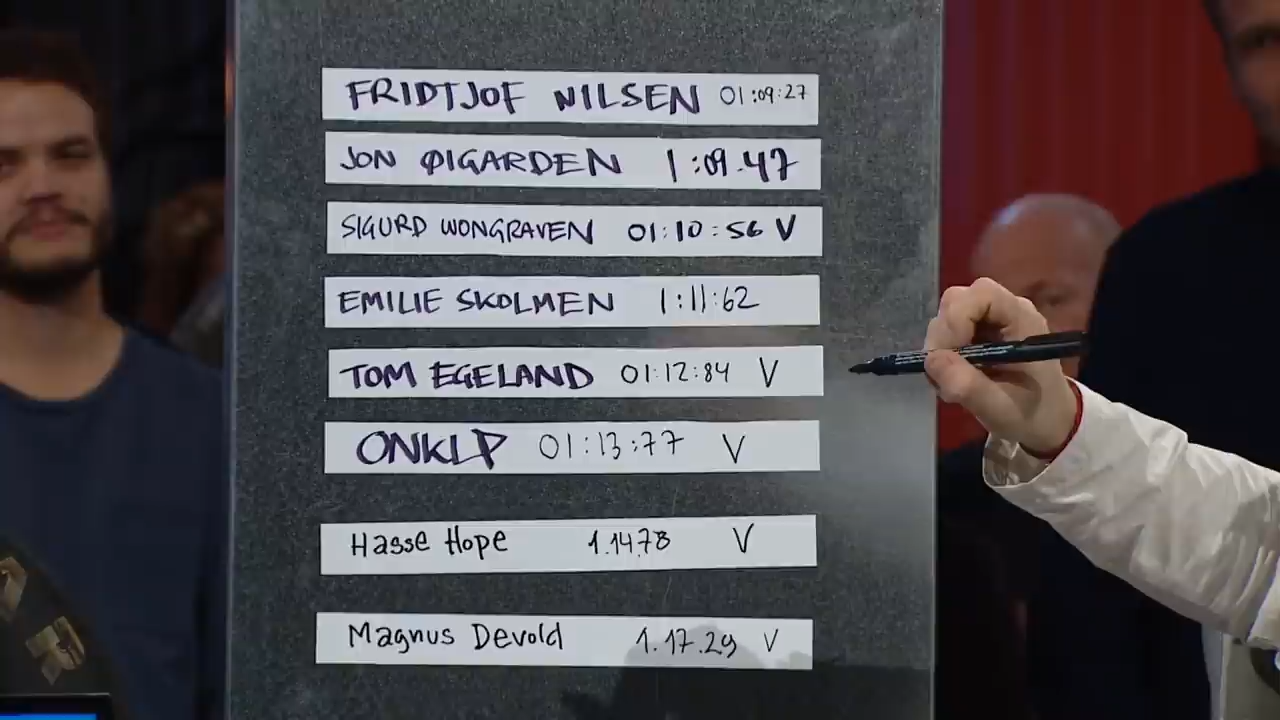 FRIDTJOF NILSEN 01:09:27
JON ØIGARDEN 1:09.47
SIGURD WONGRAVEN 01:10:56 V
EMILIE SKOLMEN 1:11:62
TOM EGELAND 01:12:84 V
ONKLP 01:13:77 V
Hasse Hope 1.14.78 V
Magnus Devold 1.17.29 V